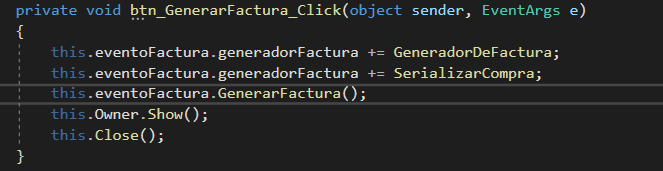 private void btn_GenerarFactura_Click(object sender, EventArgs e)
{
this.eventoFactura.generadorFactura += GeneradorDeFactura;
this.eventoFactura.generadorFactura += SerializarCompra;
this.eventoFactura.GenerarFactura();
this.Owner.Show();
this.Close();
}